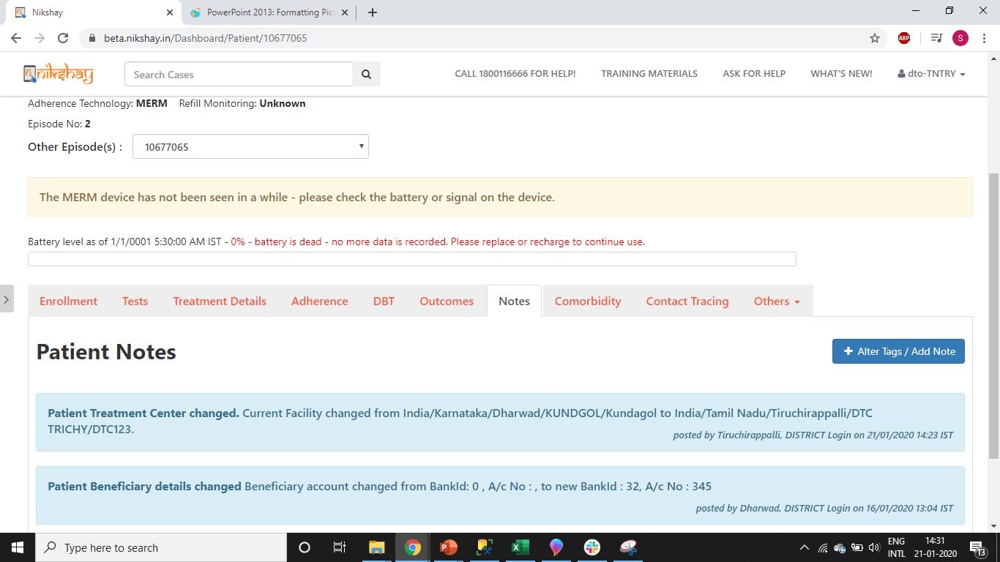 Nikshay
PowerPoint 2013: Formatting Pict
beta.nikshay.in/Dashboard/Patient/10677065
ABP
S
nikshay
Search Cases
CALL 1800116666 FOR HELP!
TRAINING MATERIALS
ASK FOR HELP
WHAT'S NEW!
dto-TNTRY
Adherence Technology: MERM Refill Monitoring: Unknown
Episode No: 2
Other Episode(s) : 10677065
The MERM device has not been seen in a while - please check the battery or signal on the device.
Battery level as of 1/1/0001 5:30:00 AM IST - 0% - battery is dead - no more data is recorded. Please replace or recharge to continue use.
Enrollment Tests Treatment Details Adherence DBT Outcomes Notes Comorbidity Contact Tracing Others
Patient Notes
Alter Tags / Add Note
Patient Treatment Center changed. Current Facility changed from India/Karnataka/Dharwad/KUNDGOL/Kundagol to India/Tamil Nadu/Tiruchirappalli/DTC
TRICHY/DTC123.
posted by Tiruchirappalli, DISTRICT Login on 21/01/2020 14:23 IST
Patient Beneficiary details changed Beneficiary account changed from BankId: 0 , A/c No : , to new BankId : 32, A/c No : 345
posted by Dharwad, DISTRICT Login on 16/01/2020 13:04 IST
Type here to search
ENG
INTL
14:31
21-01-2020
13